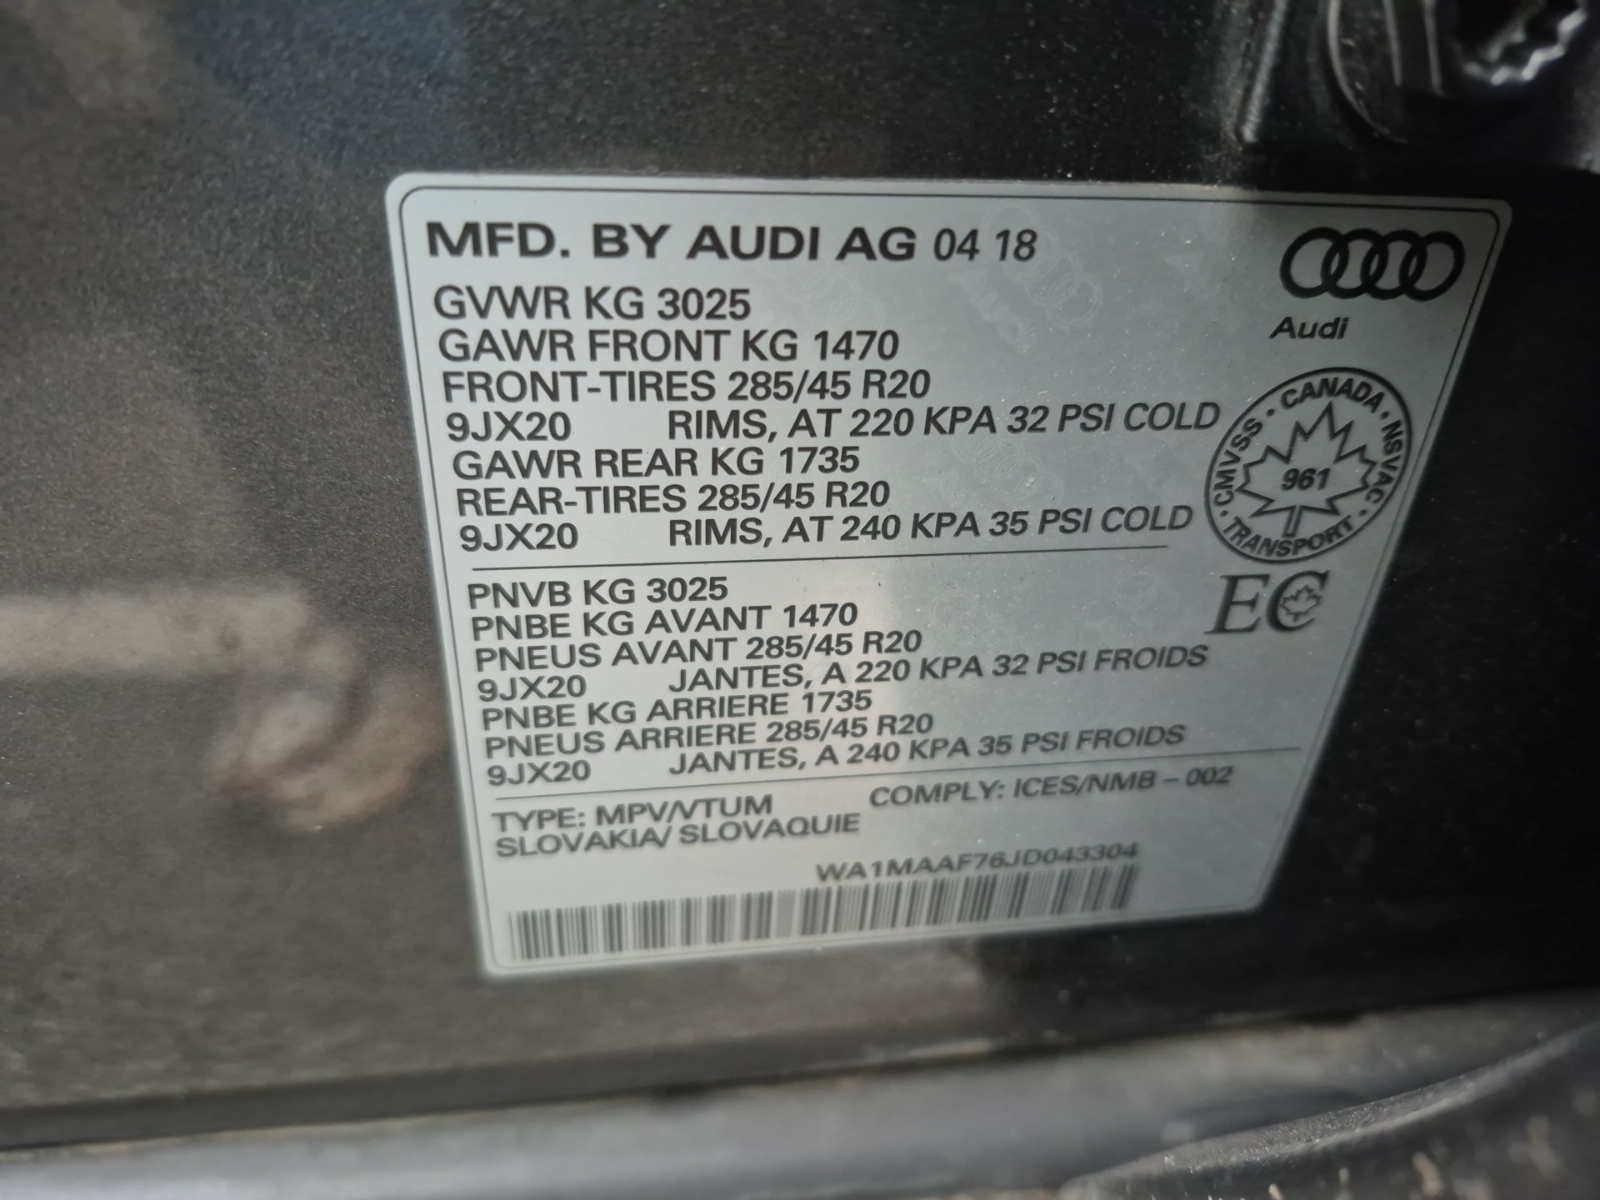 MFD. BY AUDI AG 04 18
Audi
GVWR KG 3025
GAWR FRONT KG 1470
FRONT-TIRES 285/45 R20
9JX20 RIMS, AT 220 KPA 32 PSI COLD
GAWR REAR KG 1735
REAR-TIRES 285/45 R20
9JX20 RIMS, AT 240 KPA 35 PSI COLD
CANADA · NSVAC · TRANSPORT · CMVSS ·
961
EC
PNVB KG 3025
PNBE KG AVANT 1470
PNEUS AVANT 285/45 R20
9JX20 JANTES, A 220 KPA 32 PSI FROIDS
PNBE KG ARRIERE 1735
PNEUS ARRIERE 285/45 R20
9JX20 JANTES, A 240 KPA 35 PSI FROIDS
TYPE: MPV/VTUM COMPLY: ICES/NMB – 002
SLOVAKIA/ SLOVAQUIE
WA1MAAF76JD043304